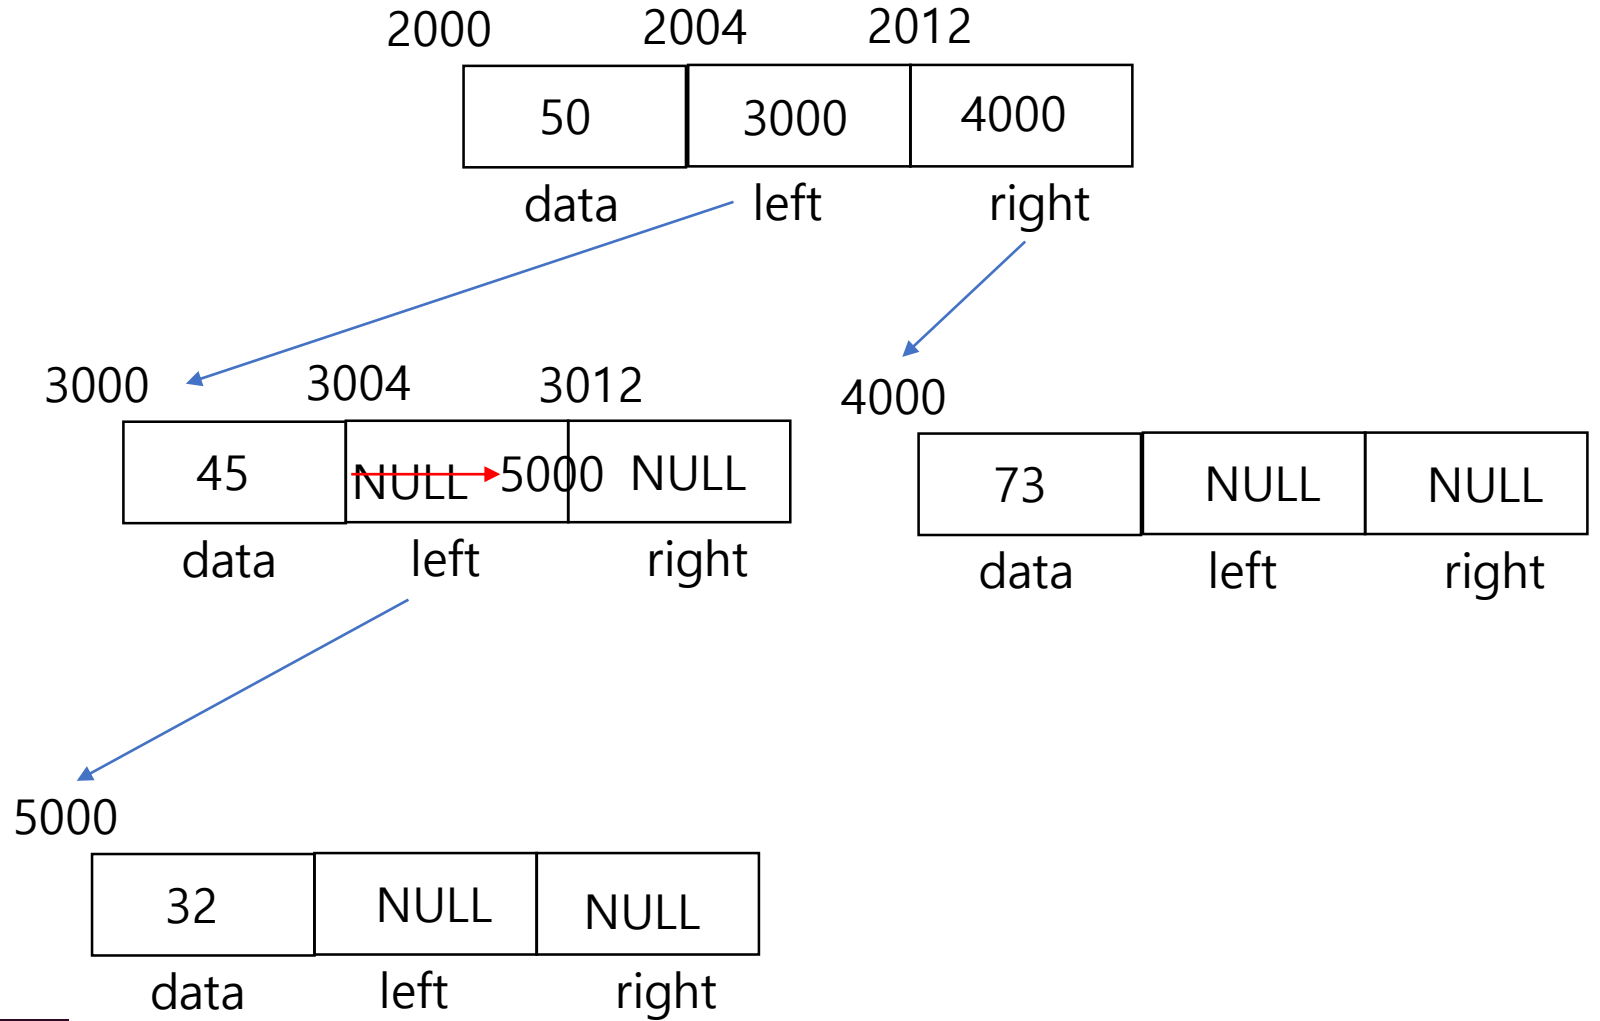 2000 2004 2012
50 3000 4000
data left right
3000 3004 3012
45 NULL 5000 NULL
data left right
4000
73 NULL NULL
data left right
5000
32 NULL NULL
data left right